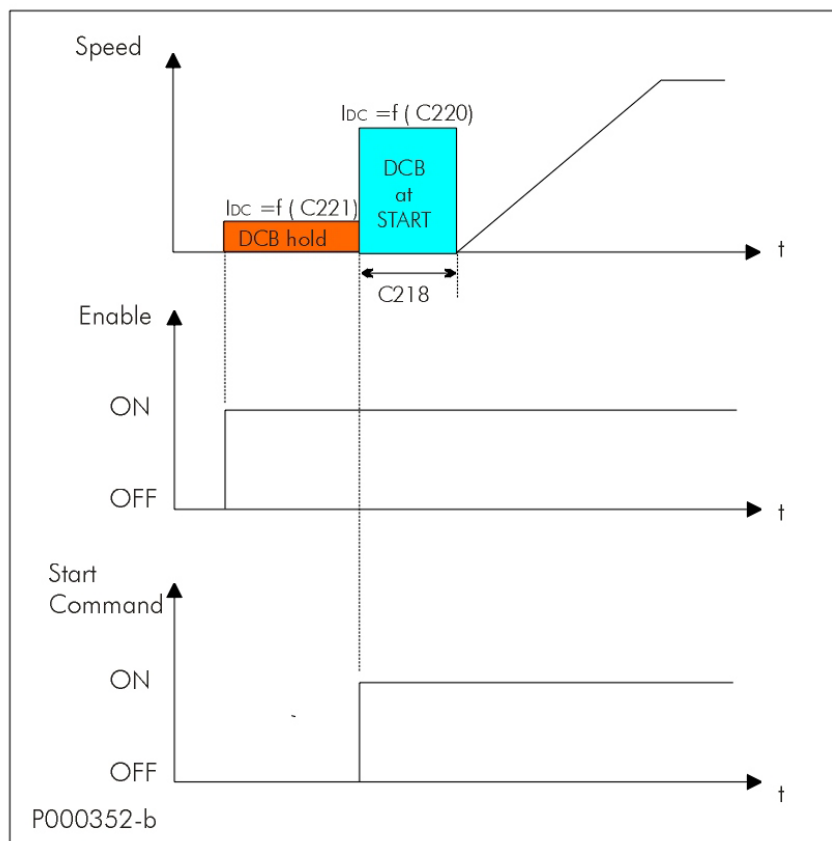 Speed
IDC =f ( C220)
DCB
at
START
IDC =f ( C221)
DCB hold
t
C218
Enable
ON
OFF
t
Start
Command
ON
OFF
t
P000352-b